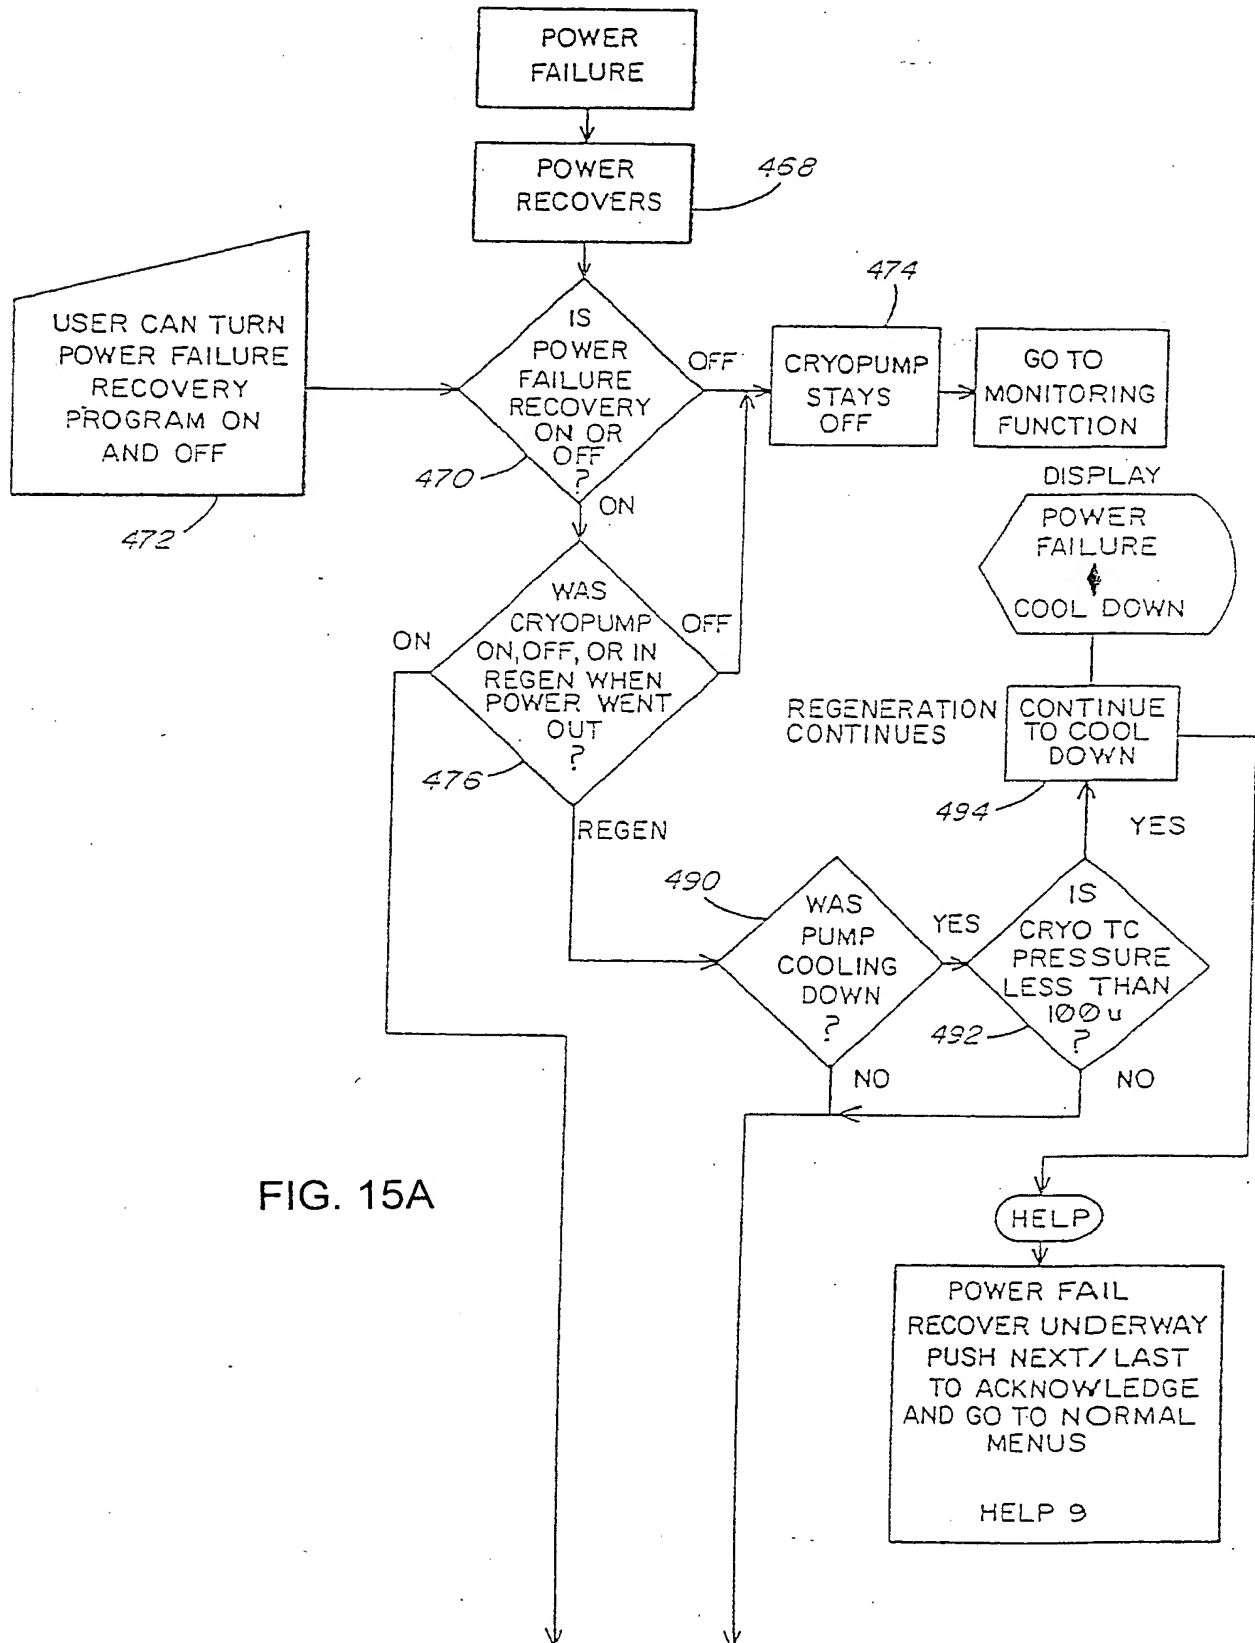 POWER
FAILURE
POWER
RECOVERS
468
USER CAN TURN
POWER FAILURE
RECOVERY
PROGRAM ON
AND OFF
472
IS
POWER
FAILURE
RECOVERY
ON OR
OFF
?
470
OFF
ON
474
CRYOPUMP
STAYS
OFF
GO TO
MONITORING
FUNCTION
WAS
CRYOPUMP
ON, OFF, OR IN
REGEN WHEN
POWER WENT
OUT
?
476
ON
OFF
REGEN
DISPLAY
POWER
FAILURE
COOL DOWN
REGENERATION
CONTINUES
CONTINUE
TO COOL
DOWN
494
YES
490
WAS
PUMP
COOLING
DOWN
?
YES
NO
IS
CRYO TC
PRESSURE
LESS THAN
100u
?
492
NO
HELP
POWER FAIL
RECOVER UNDERWAY
PUSH NEXT/LAST
TO ACKNOWLEDGE
AND GO TO NORMAL
MENUS
HELP 9
FIG. 15A